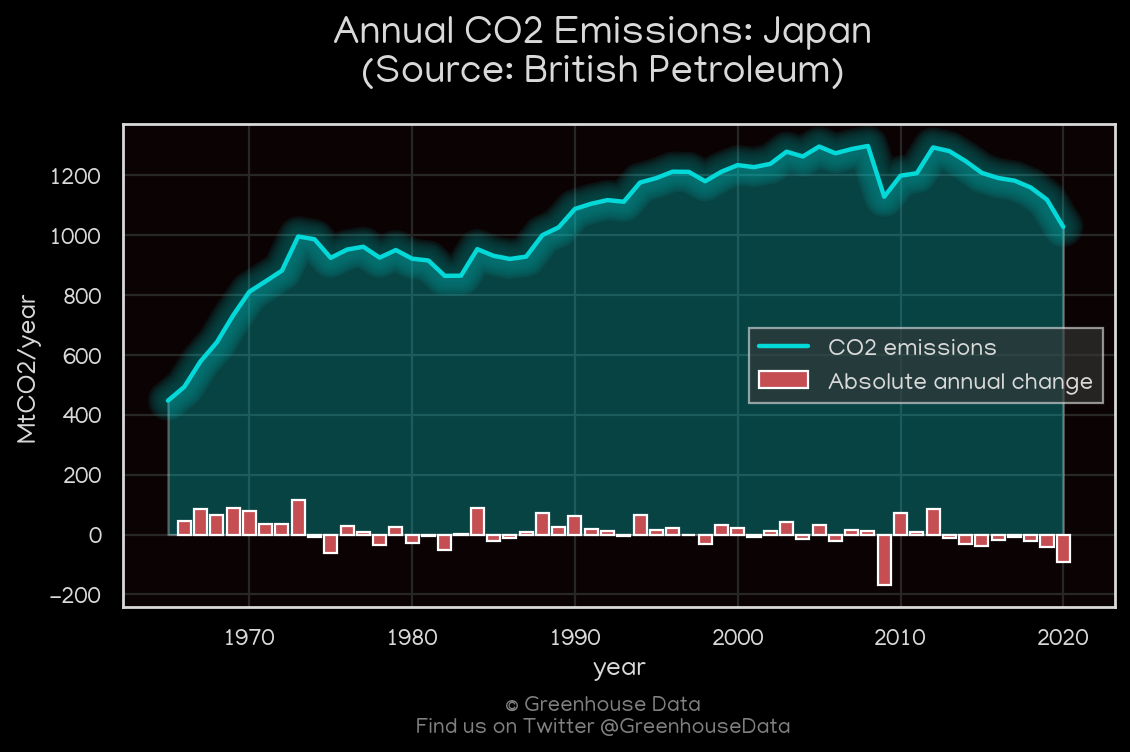 Annual CO2 Emissions: Japan
(Source: British Petroleum)
MtCO2/year
1200
1000
800
600
400
200
0
−200
CO2 emissions
Absolute annual change
1970
1980
1990
2000
2010
2020
year
© Greenhouse Data
Find us on Twitter @GreenhouseData